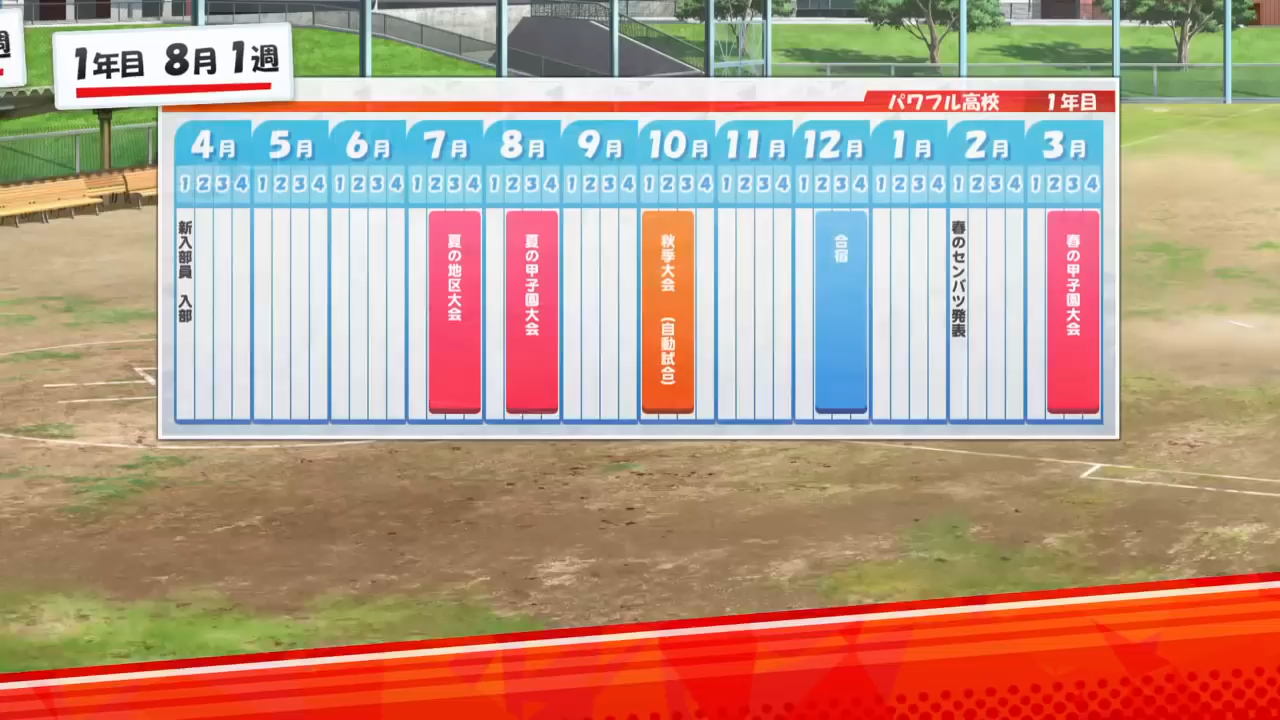 週
1年目 8月 1週
パワフル高校 1年目
4月 5月 6月 7月 8月 9月 10月 11月 12月 1月 2月 3月
1 2 3 4 1 2 3 4 1 2 3 4 1 2 3 4 1 2 3 4 1 2 3 4 1 2 3 4 1 2 3 4 1 2 3 4 1 2 3 4 1 2 3 4 1 2 3 4
新入部員 入部
夏の地区大会
夏の甲子園大会
秋季大会 (自動試合)
合宿
春のセンバツ発表
春の甲子園大会